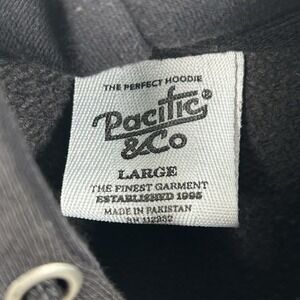 THE PERFECT HOODIE
Pacific®
&Co
LARGE
THE FINEST GARMENT
ESTABLISHED 1995
MADE IN PAKISTAN